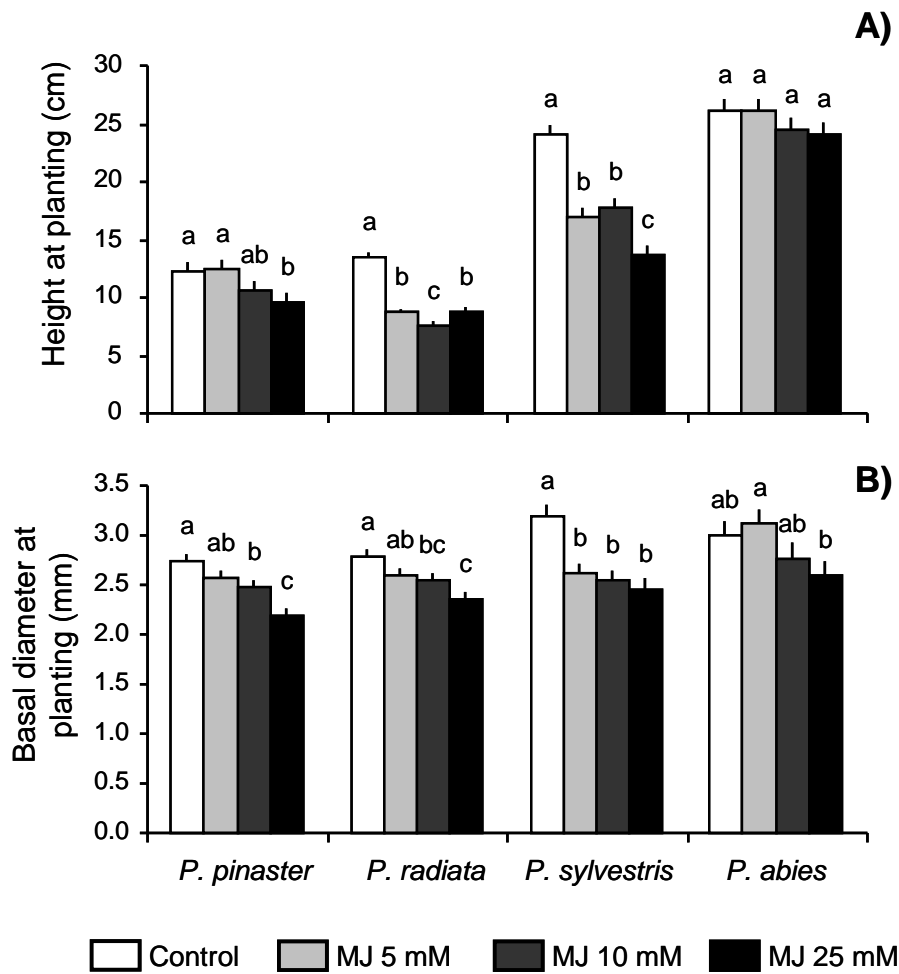 A)
Height at planting (cm)
30
25
20
15
10
5
0
a a ab b
a b c b
a b b c
a a a a
B)
Basal diameter at
planting (mm)
3.5
3.0
2.5
2.0
1.5
1.0
0.5
0.0
a ab b c
a ab bc c
a b b b
ab a ab b
P. pinaster P. radiata P. sylvestris P. abies
Control MJ 5 mM MJ 10 mM MJ 25 mM